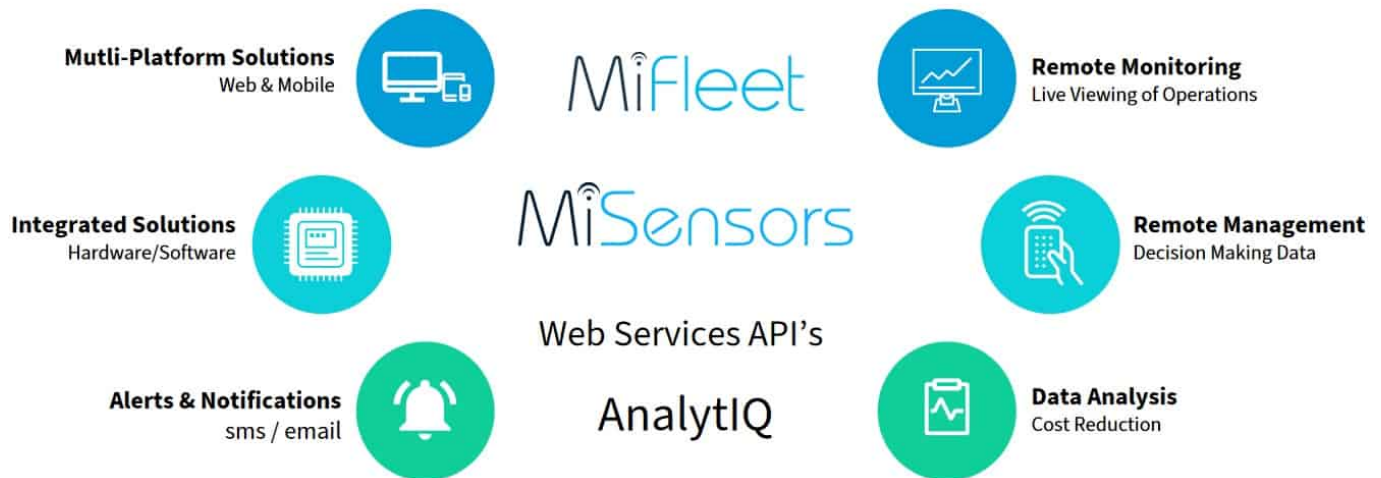 Mutli-Platform Solutions
Web & Mobile
MiFleet
Remote Monitoring
Live Viewing of Operations
Integrated Solutions
Hardware/Software
MiSensors
Remote Management
Decision Making Data
Web Services API's
Alerts & Notifications
sms / email
AnalytIQ
Data Analysis
Cost Reduction